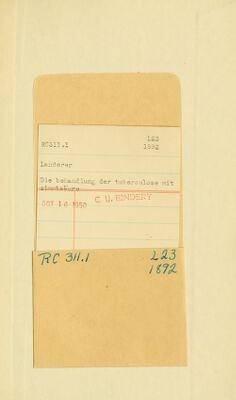 L23
RC311.1 1892
Landerer
Die behandlung der tuberculose mit
zimmtsäure
OCT 16 1950 C. U. BINDERY
RC 311.1 L23
1892